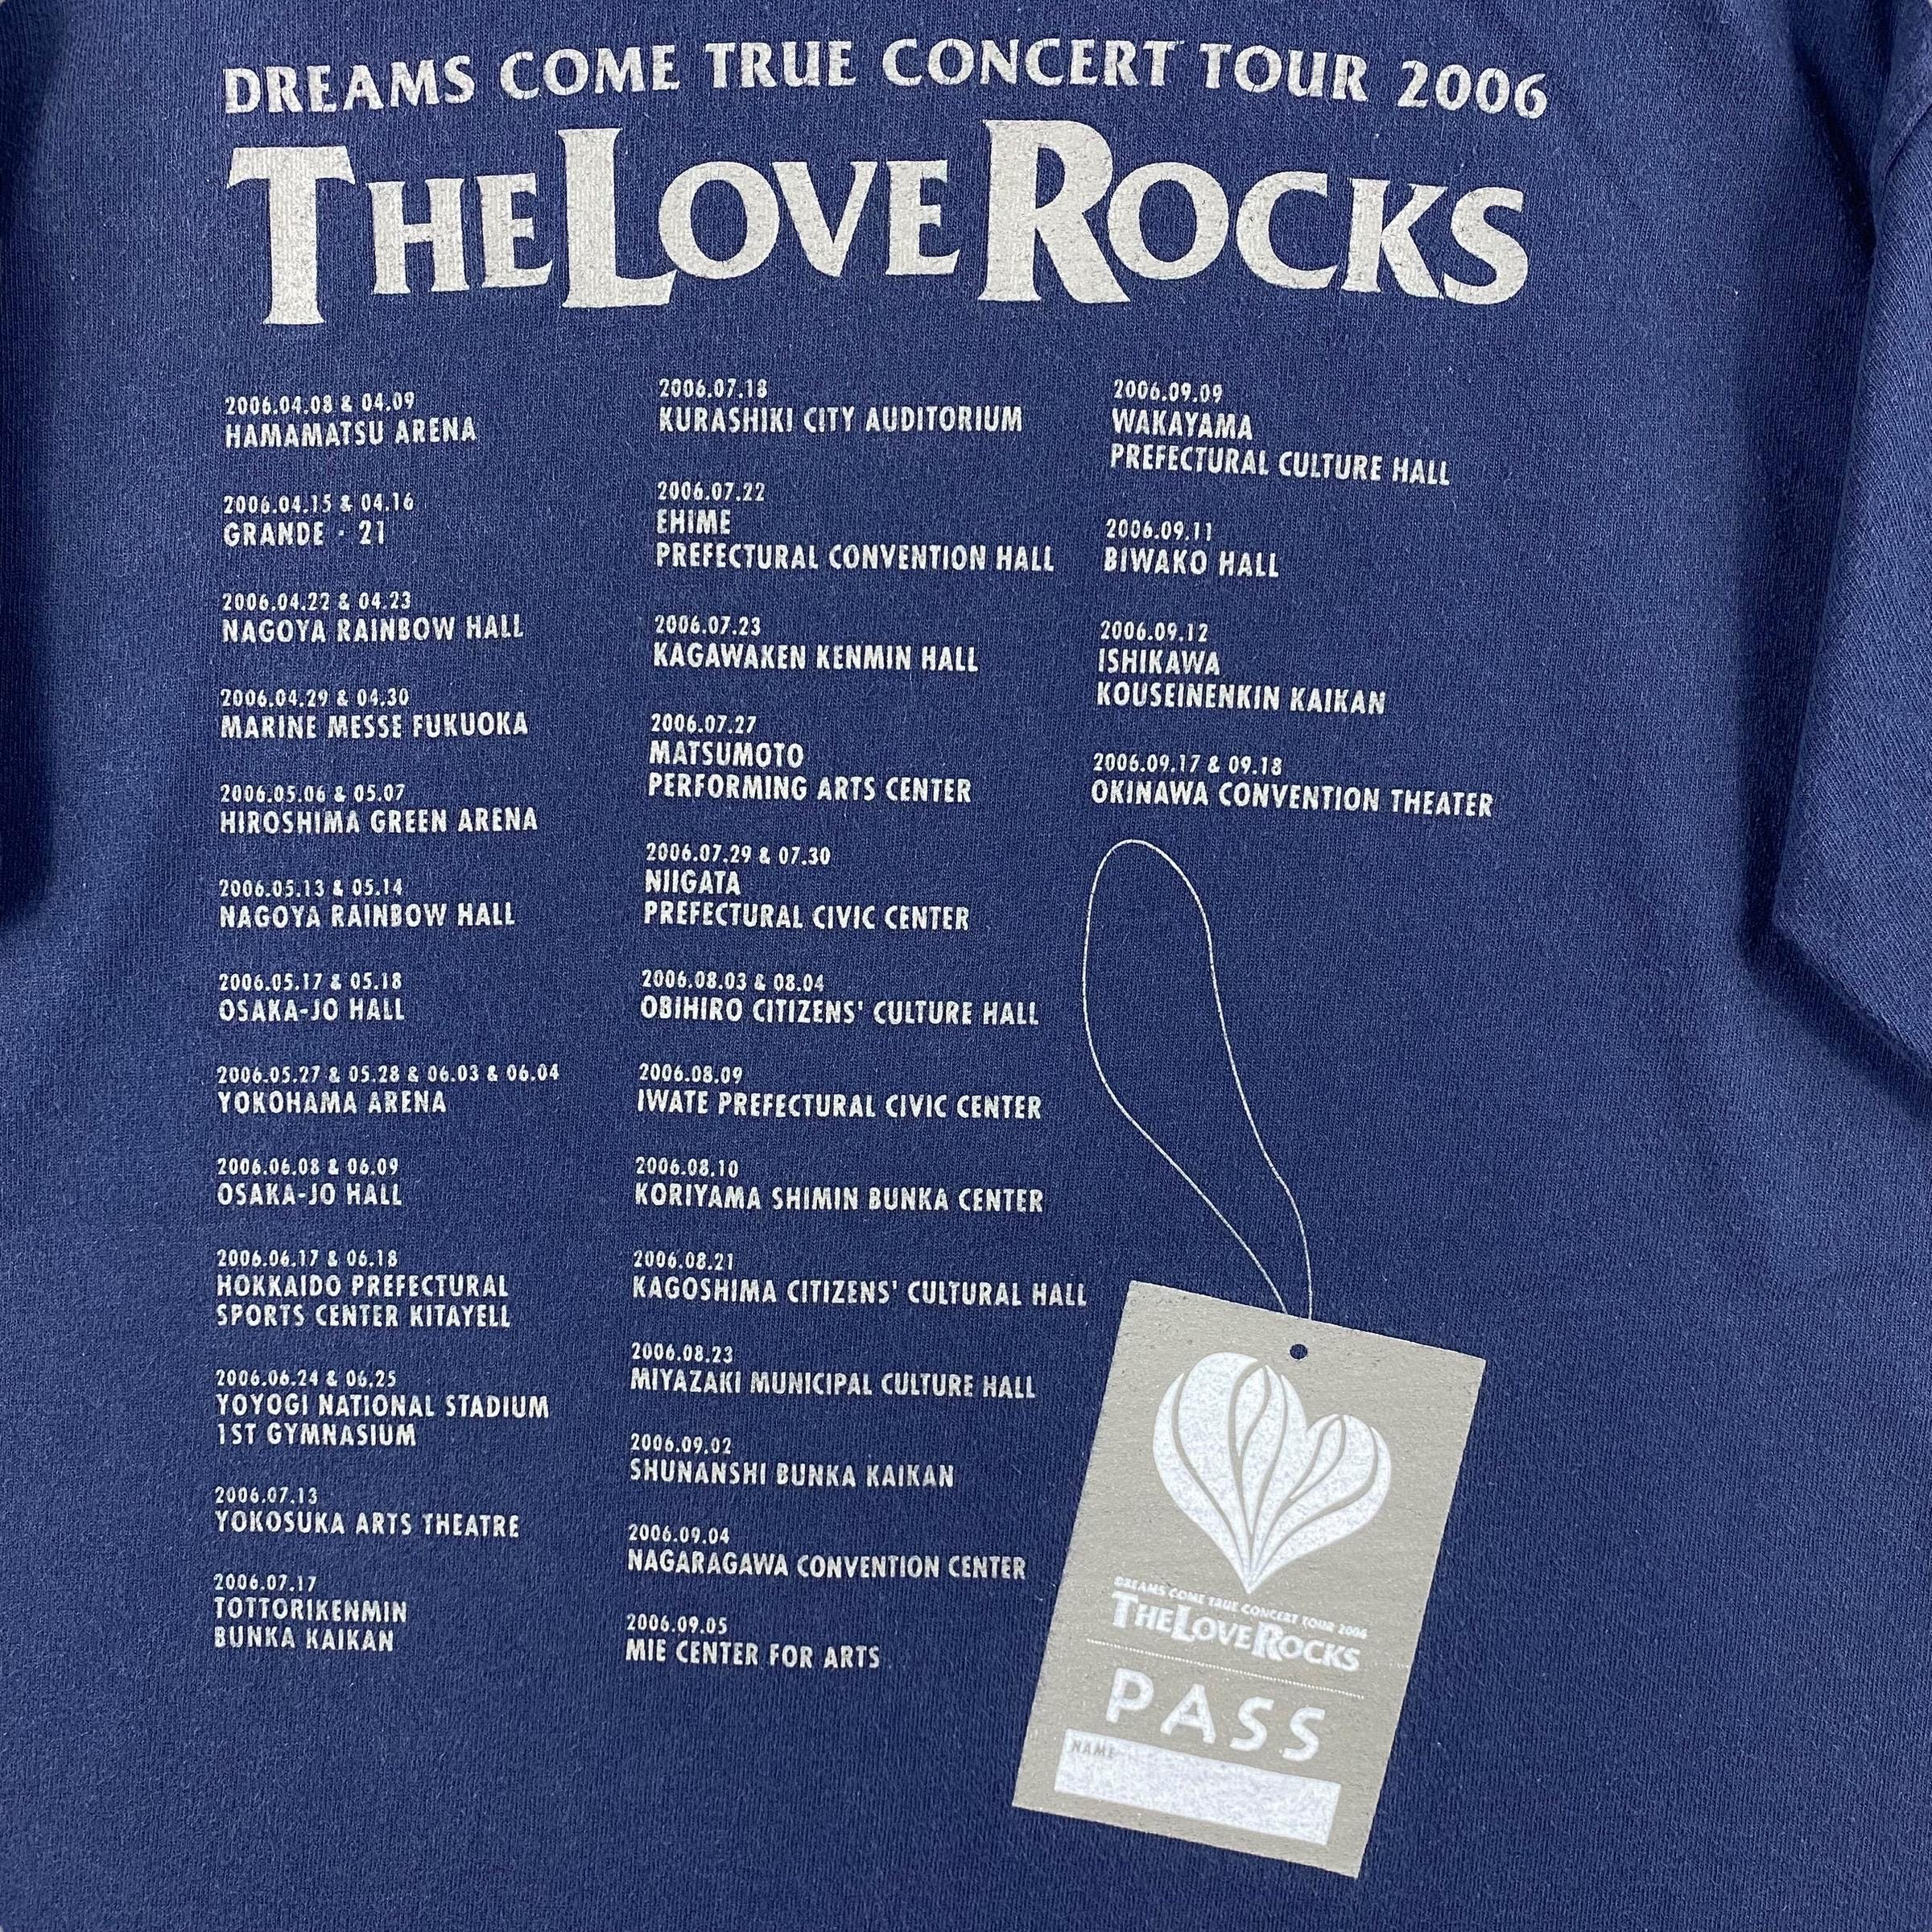 DREAMS COME TRUE CONCERT TOUR 2006
THE LOVE ROCKS
2006.04.08 & 04.09
HAMAMATSU ARENA
2006.04.15 & 04.16
GRANDE · 21
2006.04.22 & 04.23
NAGOYA RAINBOW HALL
2006.04.29 & 04.30
MARINE MESSE FUKUOKA
2006.05.06 & 05.07
HIROSHIMA GREEN ARENA
2006.05.13 & 05.14
NAGOYA RAINBOW HALL
2006.05.17 & 05.18
OSAKA-JO HALL
2006.05.27 & 05.28 & 06.03 & 06.04
YOKOHAMA ARENA
2006.06.08 & 06.09
OSAKA-JO HALL
2006.06.17 & 06.18
HOKKAIDO PREFECTURAL
SPORTS CENTER KITAYELL
2006.06.24 & 06.25
YOYOGI NATIONAL STADIUM
1ST GYMNASIUM
2006.07.13
YOKOSUKA ARTS THEATRE
2006.07.17
TOTTORIKENMIN
BUNKA KAIKAN
2006.07.18
KURASHIKI CITY AUDITORIUM
2006.07.22
EHIME
PREFECTURAL CONVENTION HALL
2006.07.23
KAGAWAKEN KENMIN HALL
2006.07.27
MATSUMOTO
PERFORMING ARTS CENTER
2006.07.29 & 07.30
NIIGATA
PREFECTURAL CIVIC CENTER
2006.08.03 & 08.04
OBIHIRO CITIZENS' CULTURE HALL
2006.08.09
IWATE PREFECTURAL CIVIC CENTER
2006.08.10
KORIYAMA SHIMIN BUNKA CENTER
2006.08.21
KAGOSHIMA CITIZENS' CULTURAL HALL
2006.08.23
MIYAZAKI MUNICIPAL CULTURE HALL
2006.09.02
SHUNANSHI BUNKA KAIKAN
2006.09.04
NAGARAGAWA CONVENTION CENTER
2006.09.05
MIE CENTER FOR ARTS
2006.09.09
WAKAYAMA
PREFECTURAL CULTURE HALL
2006.09.11
BIWAKO HALL
2006.09.12
ISHIKAWA
KOUSEINENKIN KAIKAN
2006.09.17 & 09.18
OKINAWA CONVENTION THEATER
DREAMS COME TRUE CONCERT TOUR 2006
THE LOVE ROCKS
PASS
NAME